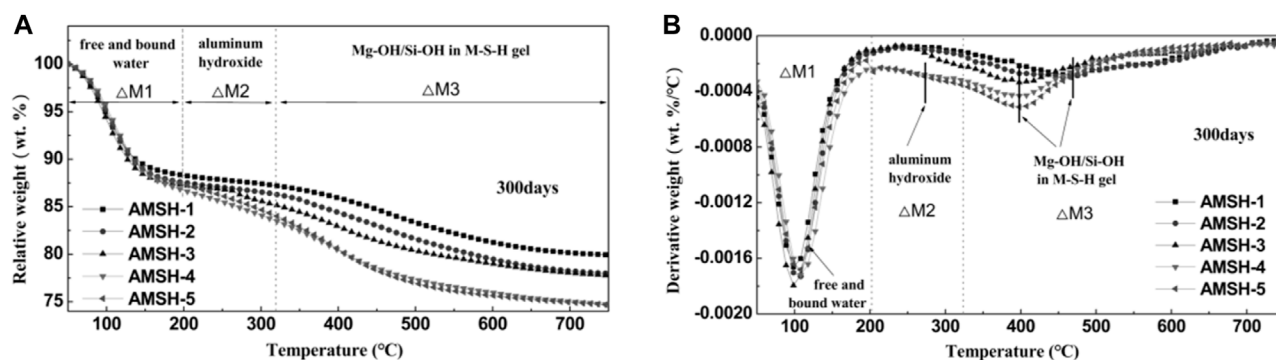 A
free and bound
water
aluminum
hydroxide
Mg-OH/Si-OH in M-S-H gel
△M1
△M2
△M3
100
95
90
85
80
75
Relative weight ( wt. %)
300days
AMSH-1
AMSH-2
AMSH-3
AMSH-4
AMSH-5
100
200
300
400
500
600
700
Temperature (℃)
B
0.0000
-0.0004
-0.0008
-0.0012
-0.0016
-0.0020
Derivative weight ( wt. %/℃)
△M1
aluminum
hydroxide
△M2
Mg-OH/Si-OH
in M-S-H gel
△M3
300days
free and
bound water
AMSH-1
AMSH-2
AMSH-3
AMSH-4
AMSH-5
100
200
300
400
500
600
700
Temperature (℃)